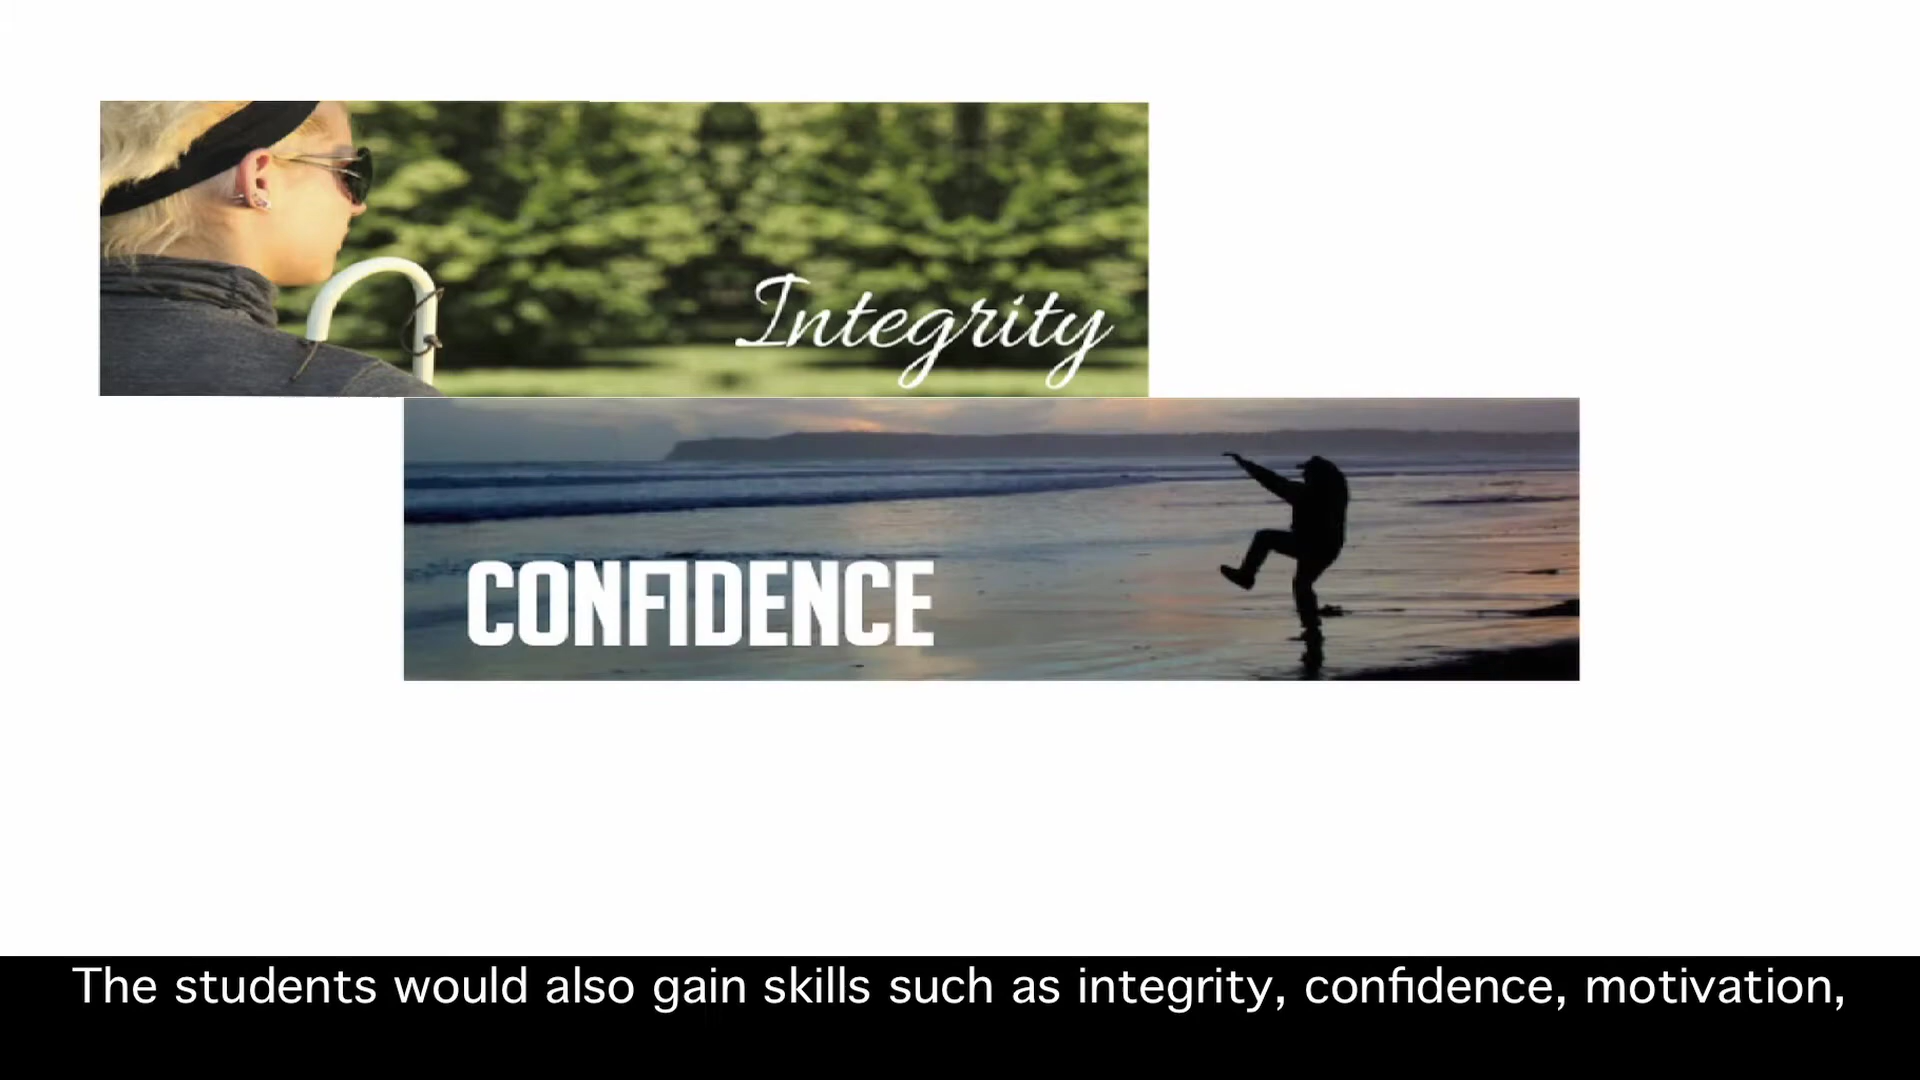 Integrity
CONFIDENCE
The students would also gain skills such as integrity, confidence, motivation,